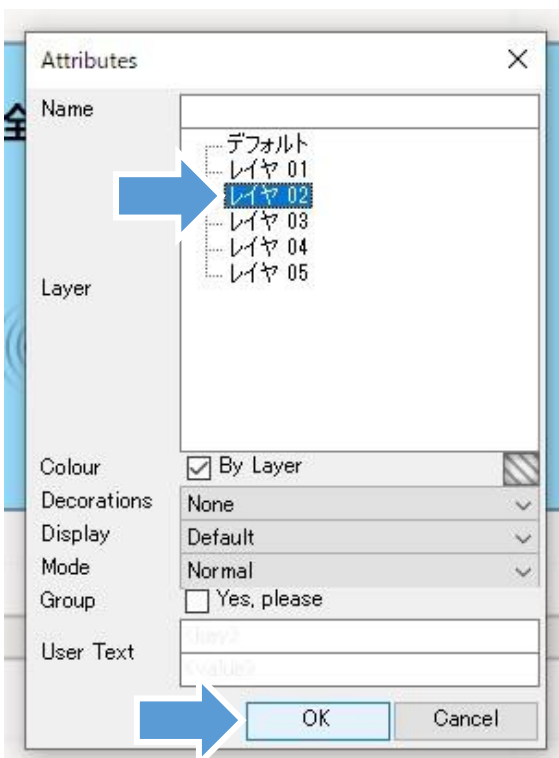 Attributes
全
Name
デフォルト
レイヤ 01
レイヤ 02
レイヤ 03
レイヤ 04
レイヤ 05
Layer
Colour
By Layer
Decorations
None
Display
Default
Mode
Normal
Group
Yes, please
User Text
<key>
<value>
OK
Cancel